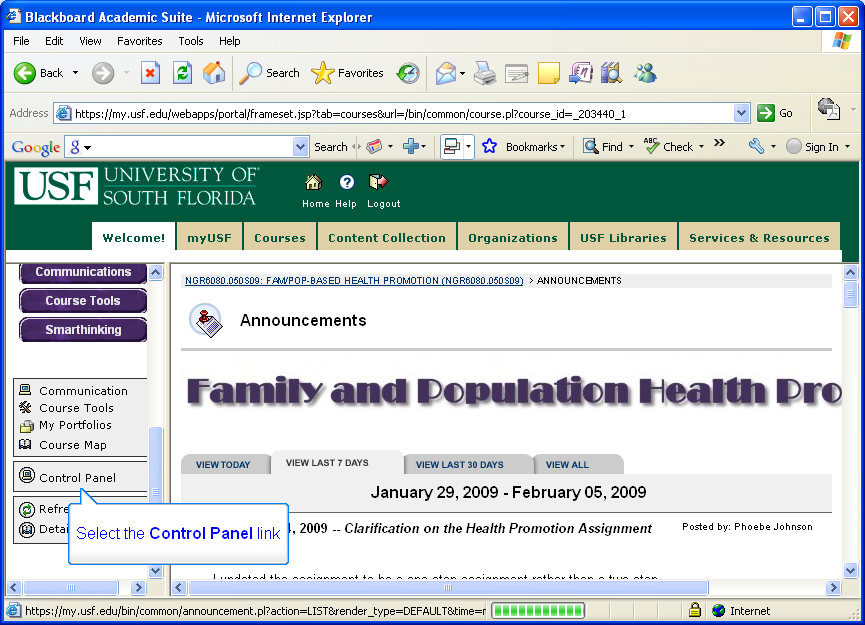 Blackboard Academic Suite - Microsoft Internet Explorer
File Edit View Favorites Tools Help
Back Search Favorites
Address https://my.usf.edu/webapps/portal/frameset.jsp?tab=courses&url=/bin/common/course.pl?course_id=_203440_1 Go
Google g Search Bookmarks Find ABC Check » Sign In
USF UNIVERSITY OF
SOUTH FLORIDA
Home Help Logout
Welcome! myUSF Courses Content Collection Organizations USF Libraries Services & Resources
Communications
Course Tools
Smarthinking
Communication
Course Tools
My Portfolios
Course Map
Control Panel
Refre
Detai
Select the Control Panel link
NGR6080.050S09: FAM/POP-BASED HEALTH PROMOTION (NGR6080.050S09) > ANNOUNCEMENTS
Announcements
Family and Population Health Pro
VIEW TODAY VIEW LAST 7 DAYS VIEW LAST 30 DAYS VIEW ALL
January 29, 2009 - February 05, 2009
4, 2009 -- Clarification on the Health Promotion Assignment Posted by: Phoebe Johnson
I updated the assignment to be a one step assignment rather than a two step
https://my.usf.edu/bin/common/announcement.pl?action=LIST&render_type=DEFAULT&time=r Internet